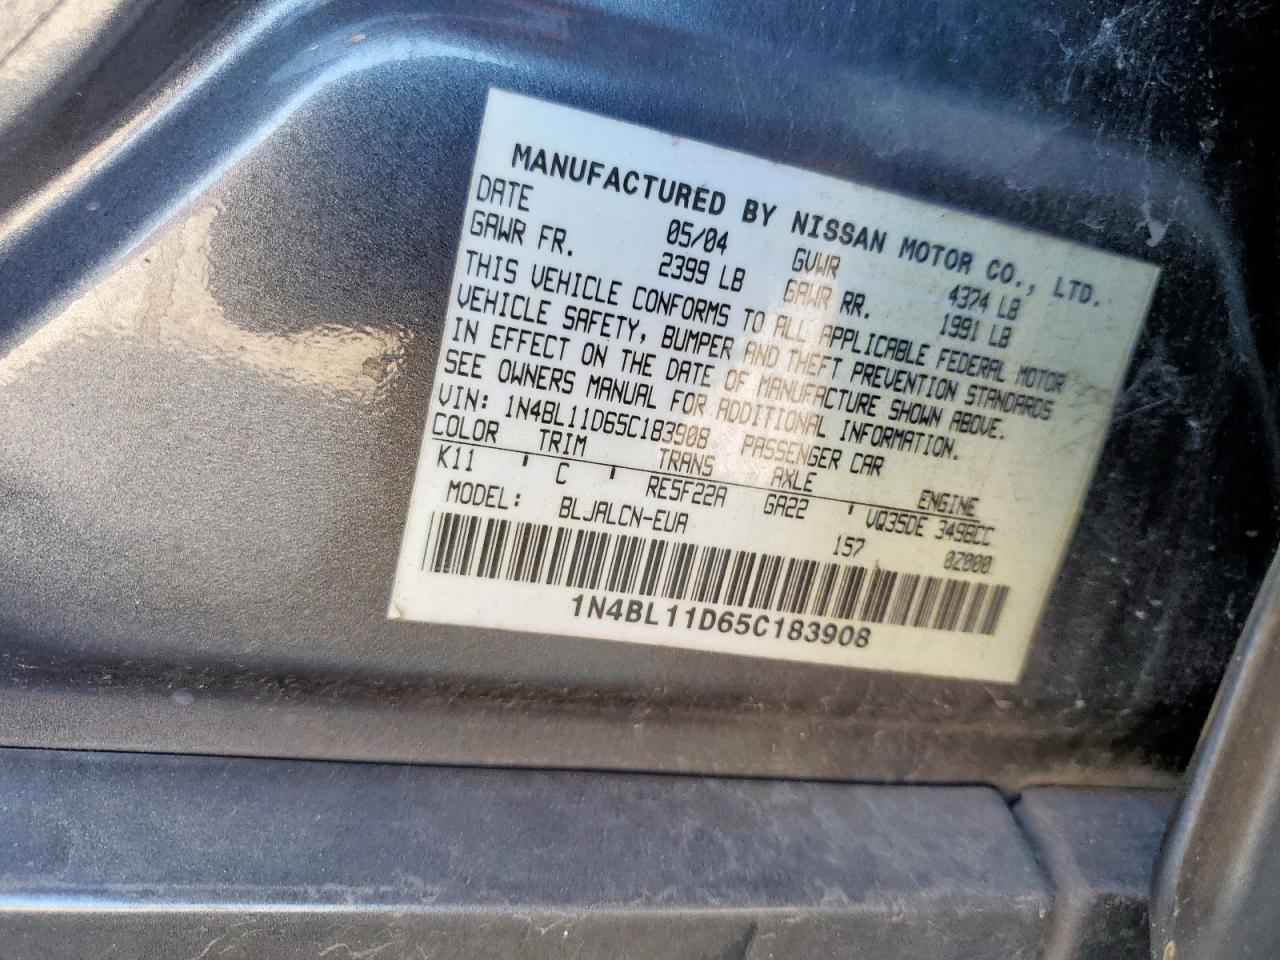 MANUFACTURED BY NISSAN MOTOR CO., LTD.
DATE 05/04 GVWR 4374 LB
GAWR FR. 2399 LB GAWR RR. 1991 LB
THIS VEHICLE CONFORMS TO ALL APPLICABLE FEDERAL MOTOR
VEHICLE SAFETY, BUMPER AND THEFT PREVENTION STANDARDS
IN EFFECT ON THE DATE OF MANUFACTURE SHOWN ABOVE.
SEE OWNERS MANUAL FOR ADDITIONAL INFORMATION.
VIN: 1N4BL11D65C183908 PASSENGER CAR
COLOR TRIM TRANS AXLE ENGINE
K11 ' C ' RE5F22A GA22 ' VQ35DE 3498CC
MODEL: BLJALCN-EUA 157 0Z000
1N4BL11D65C183908